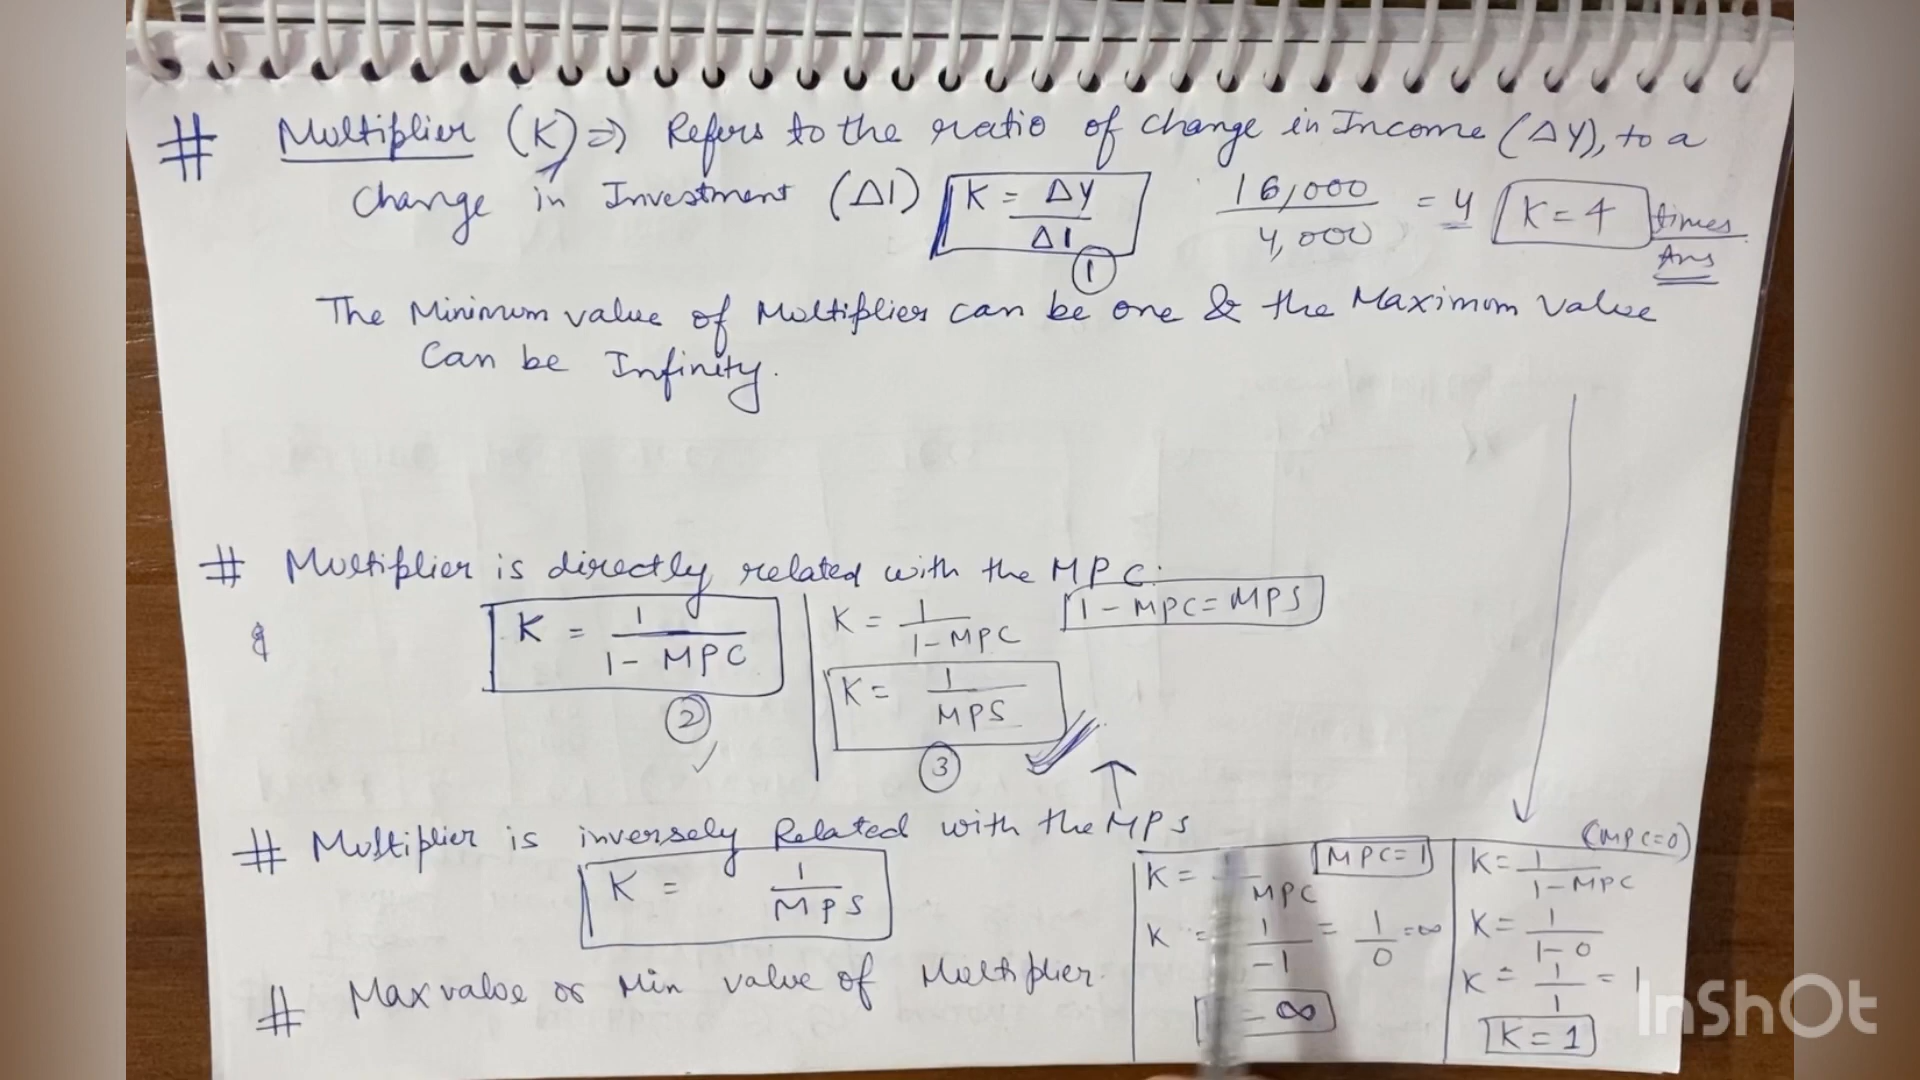 # Multiplier (K) => Refers to the ratio of change in Income (ΔY), to a
change in Investment (ΔI) K = ΔY / ΔI ① 16,000 / 4,000 = 4 K = 4 times Ans
The Minimum value of Multiplier can be one & the Maximum value
Can be Infinity.
# Multiplier is directly related with the MPC.
& K = 1 / 1 - MPC ②
K = 1 / 1 - MPC 1 - MPC = MPS
K = 1 / MPS ③
# Multiplier is inversely Related with the MPS
K = 1 / MPS
# Max value or Min value of Multiplier.
K = MPC MPC = 1
K = 1 / -1 = 1 / 0 = ∞
= ∞
(MPC=0)
K = 1 / 1 - MPC
K = 1 / 1 - 0
K = 1 / 1 = 1
K = 1
InShOt